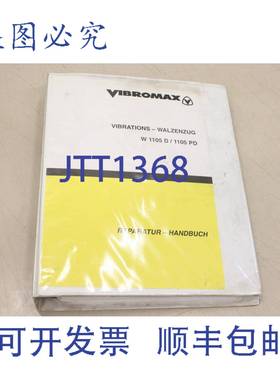 原图必究
VIBROMAX V
VIBRATIONS – WALZENZUG
W 1105 D / 1105 PD
JTT1368
REPARATUR – HANDBUCH
可开发票 顺丰包邮